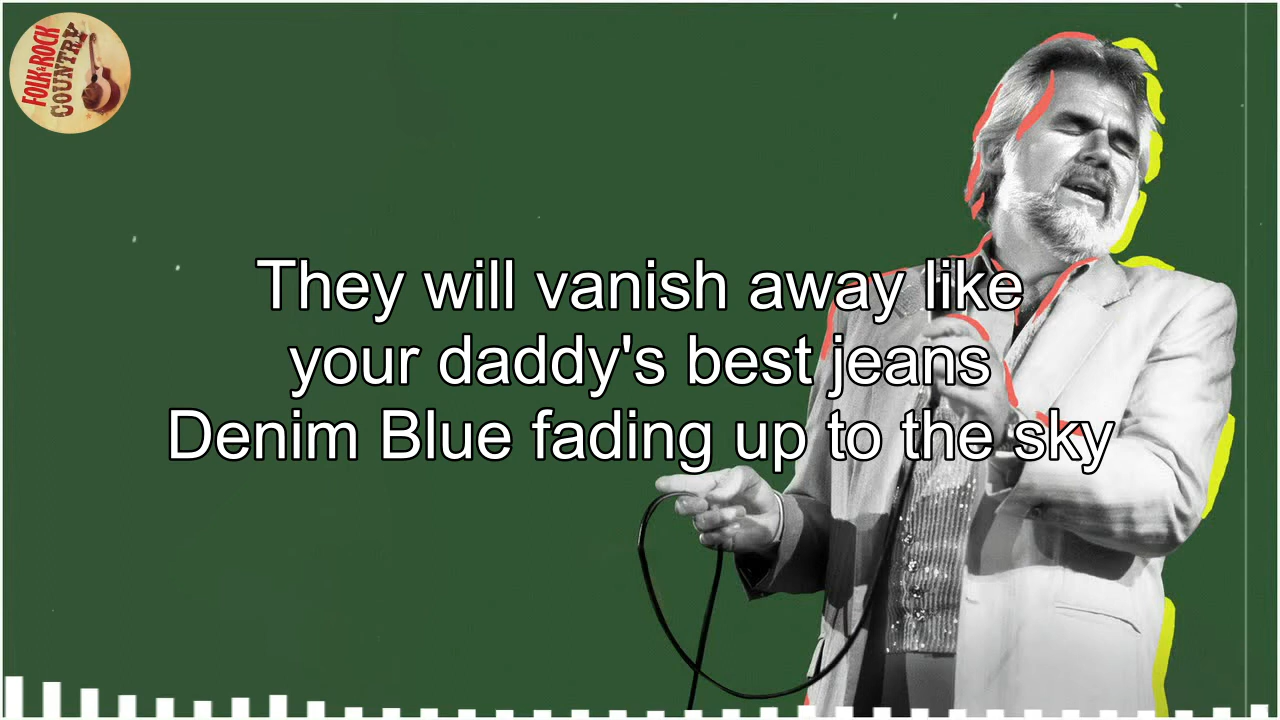 FOLK & ROCK
COUNTRY
They will vanish away like
your daddy's best jeans
Denim Blue fading up to the sky